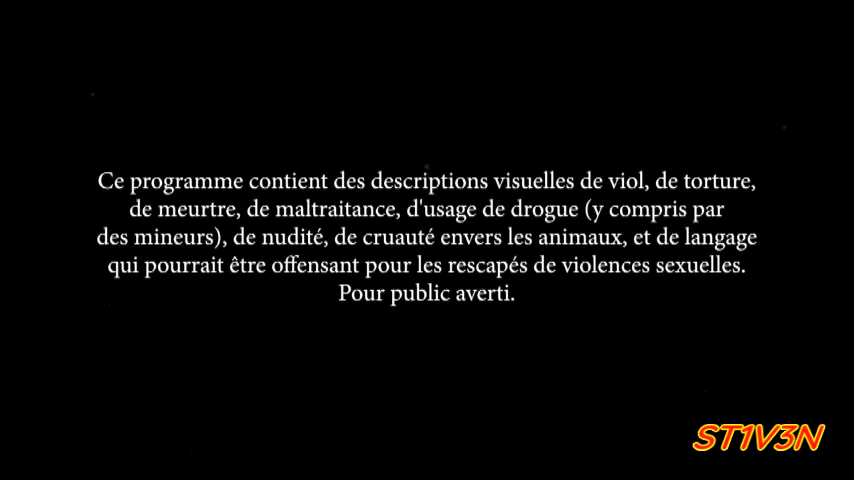 Ce programme contient des descriptions visuelles de viol, de torture,
de meurtre, de maltraitance, d'usage de drogue (y compris par
des mineurs), de nudité, de cruauté envers les animaux, et de langage
qui pourrait être offensant pour les rescapés de violences sexuelles.
Pour public averti.
ST1V3N